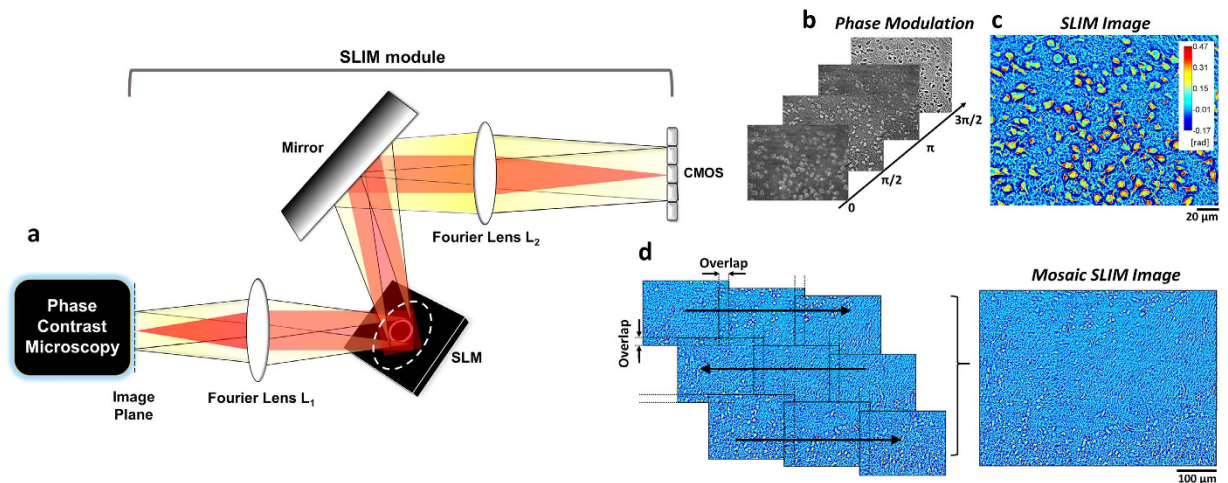 a
SLIM module
Mirror
CMOS
Fourier Lens L2
Phase
Contrast
Microscopy
SLM
Image
Plane
Fourier Lens L1
b
Phase Modulation
0
π/2
π
3π/2
c
SLIM Image
0.47
0.31
0.15
-0.01
-0.17
[rad]
20 µm
d
Overlap
Overlap
Mosaic SLIM Image
100 µm